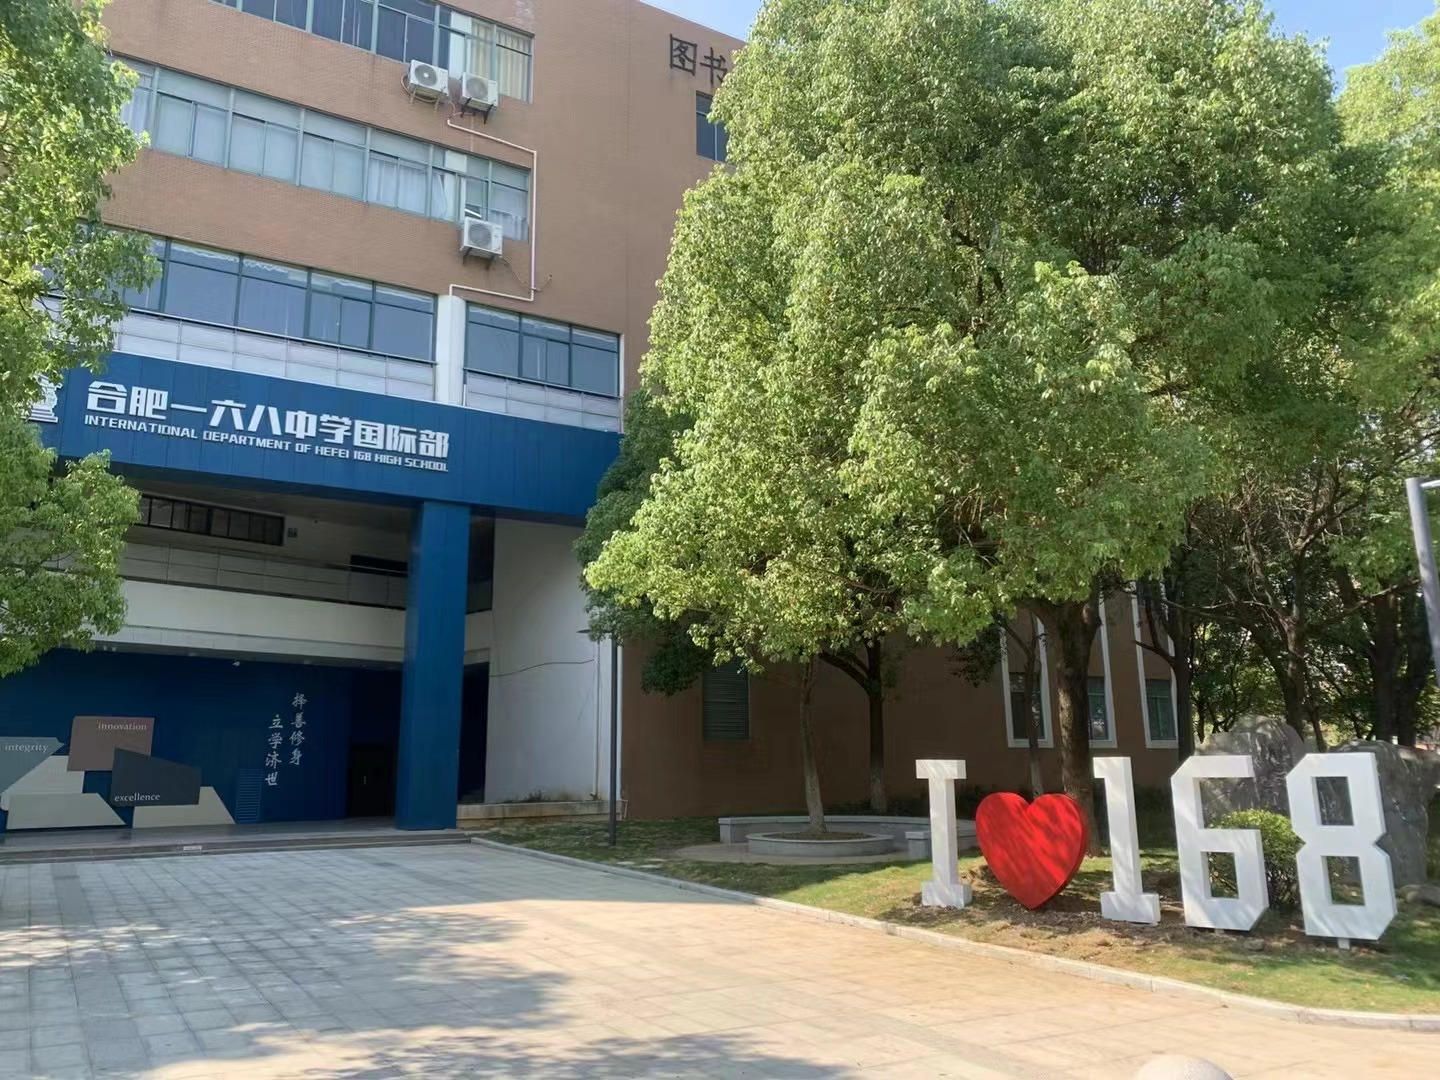 图书
合肥一六八中学国际部
INTERNATIONAL DEPARTMENT OF HEFEI 168 HIGH SCHOOL
择善修身
立学济世
innovation
integrity
excellence
I 168